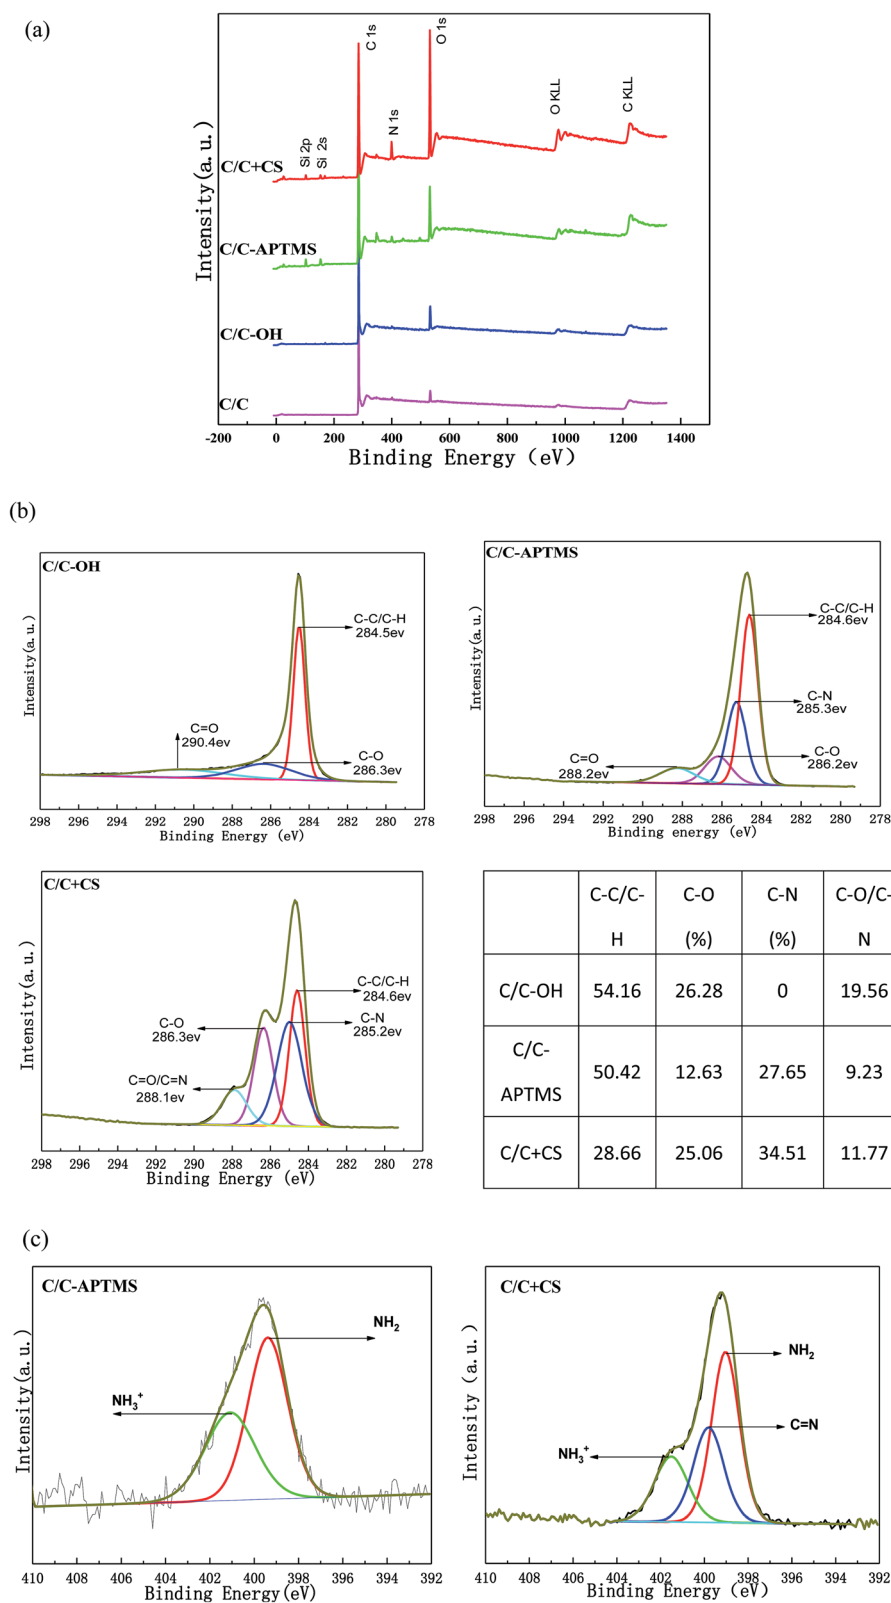 (a)
C 1s
O 1s
N 1s
Si 2p
Si 2s
O KLL
C KLL
C/C+CS
C/C-APTMS
C/C-OH
C/C
Intensity(a.u.)
-200 0 200 400 600 800 1000 1200 1400
Binding Energy (eV)
(b)
C/C-OH
C-C/C-H
284.5ev
C=O
290.4ev
C-O
286.3ev
Intensity(a.u.)
298 296 294 292 290 288 286 284 282 280 278
Binding Energy (eV)
C/C-APTMS
C-C/C-H
284.6ev
C-N
285.3ev
C=O
288.2ev
C-O
286.2ev
Intensity(a.u.)
298 296 294 292 290 288 286 284 282 280 278
Binding energy (eV)
C/C+CS
C-C/C-H
284.6ev
C-O
286.3ev
C-N
285.2ev
C=O/C=N
288.1ev
Intensity(a.u.)
298 296 294 292 290 288 286 284 282 280 278
Binding Energy (eV)
C-C/C-H C-O (%) C-N (%) C-O/C-N
C/C-OH 54.16 26.28 0 19.56
C/C-APTMS 50.42 12.63 27.65 9.23
C/C+CS 28.66 25.06 34.51 11.77
(c)
C/C-APTMS
NH2
NH3+
Intensity(a.u.)
410 408 406 404 402 400 398 396 394 392
Binding Energy(eV)
C/C+CS
NH2
C=N
NH3+
Intensity (a.u.)
410 408 406 404 402 400 398 396 394 392
Binding Energy(eV)